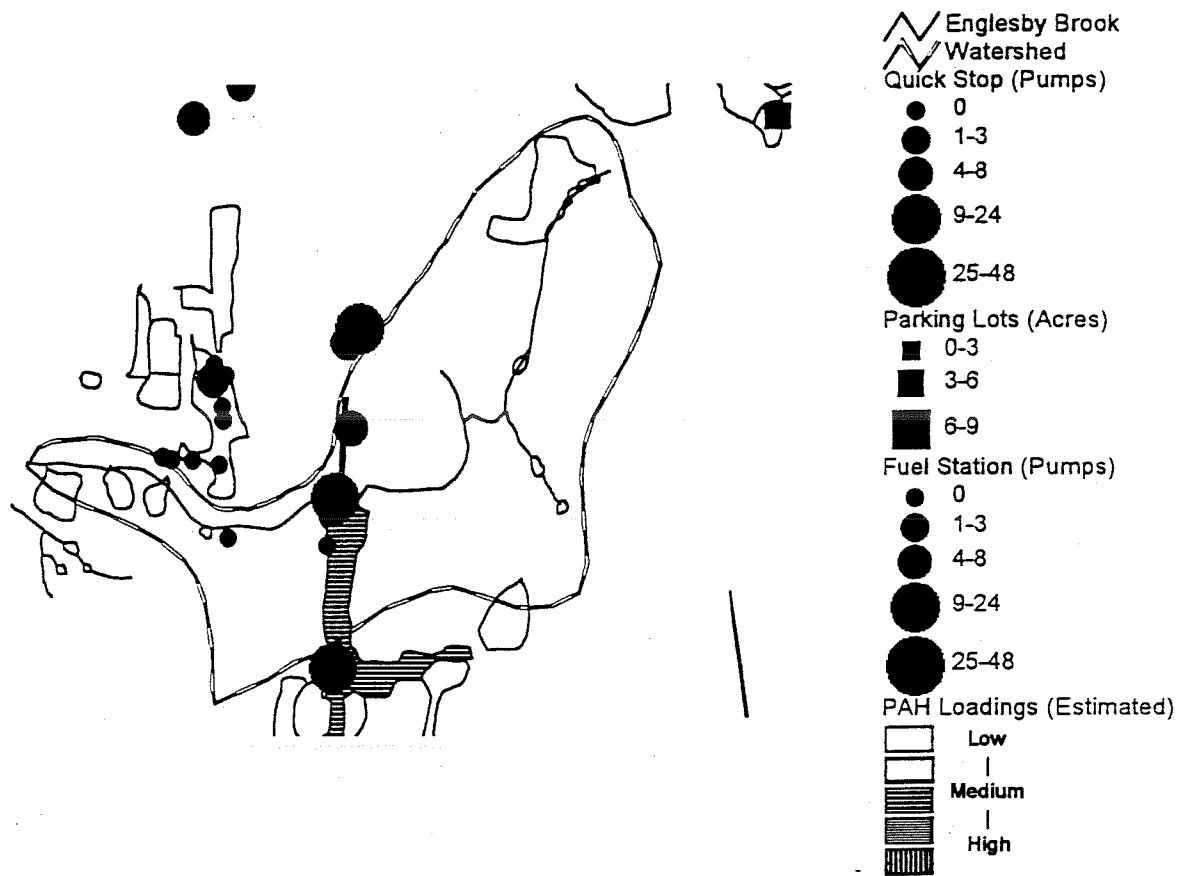 Englesby Brook
Watershed
Quick Stop (Pumps)
0
1-3
4-8
9-24
25-48
Parking Lots (Acres)
0-3
3-6
6-9
Fuel Station (Pumps)
0
1-3
4-8
9-24
25-48
PAH Loadings (Estimated)
Low
|
Medium
|
High